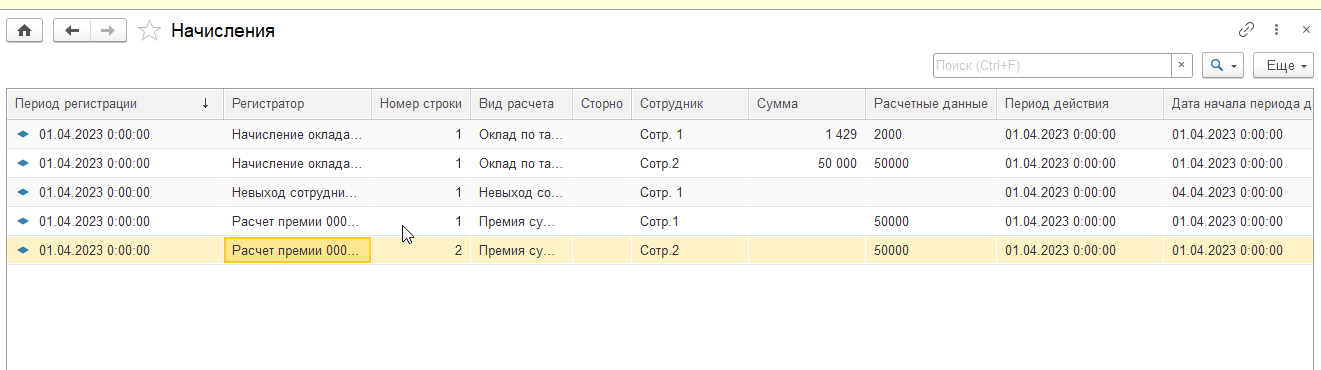 Начисления
Поиск (Ctrl+F) × Еще
Период регистрации ↓ Регистратор Номер строки Вид расчета Сторно Сотрудник Сумма Расчетные данные Период действия Дата начала периода д
01.04.2023 0:00:00 Начисление оклада... 1 Оклад по та... Сотр. 1 1 429 2000 01.04.2023 0:00:00 01.04.2023 0:00:00
01.04.2023 0:00:00 Начисление оклада... 1 Оклад по та... Сотр.2 50 000 50000 01.04.2023 0:00:00 01.04.2023 0:00:00
01.04.2023 0:00:00 Невыход сотрудни... 1 Невыход со... Сотр. 1 01.04.2023 0:00:00 04.04.2023 0:00:00
01.04.2023 0:00:00 Расчет премии 000... 1 Премия су... Сотр.1 50000 01.04.2023 0:00:00 01.04.2023 0:00:00
01.04.2023 0:00:00 Расчет премии 000... 2 Премия су... Сотр.2 50000 01.04.2023 0:00:00 01.04.2023 0:00:00